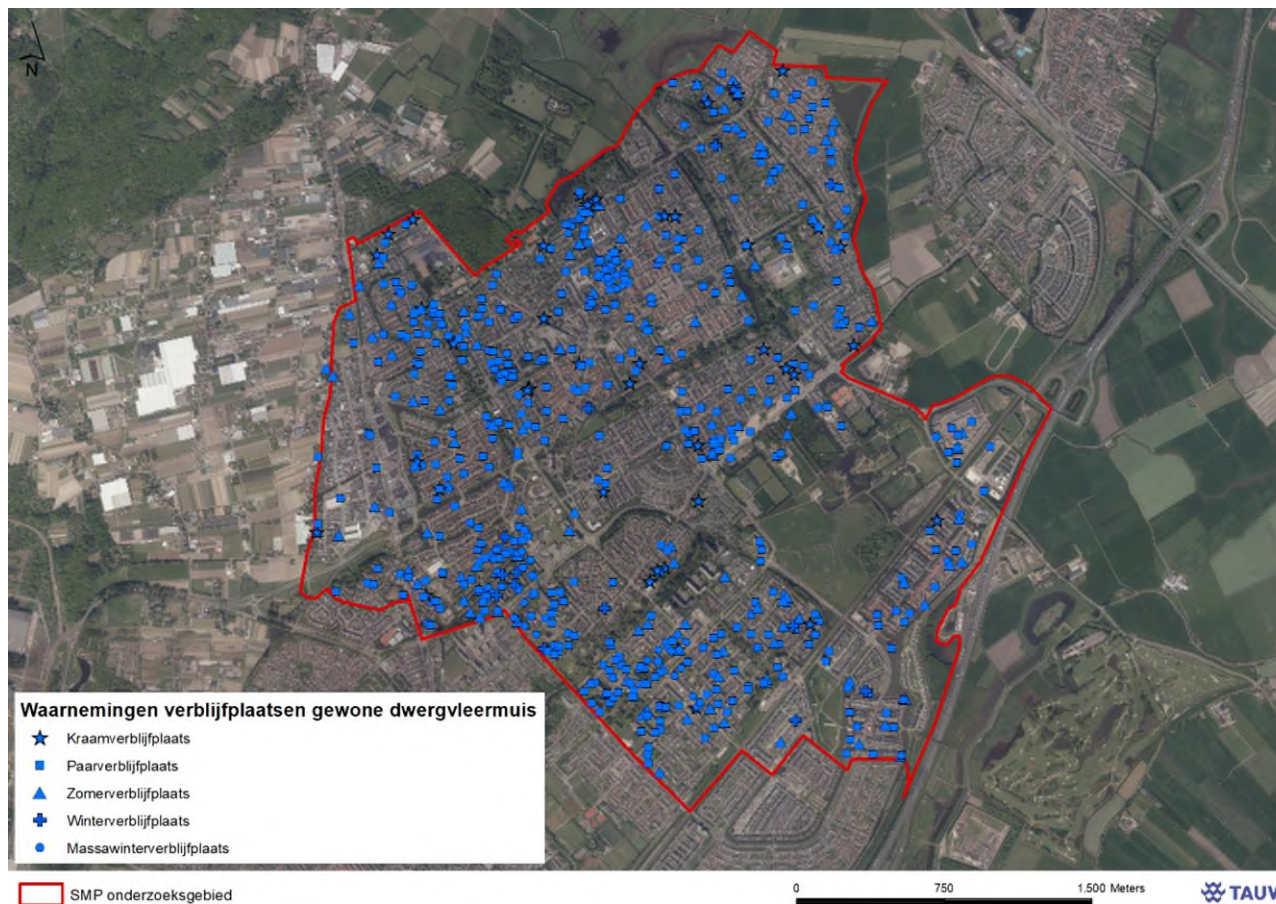 N
Waarnemingen verblijfplaatsen gewone dwergvleermuis
Kraamverblijfplaats
Paarverblijfplaats
Zomerverblijfplaats
Winterverblijfplaats
Massawinterverblijfplaats
SMP onderzoeksgebied
0 750 1.500 Meters
TAUW